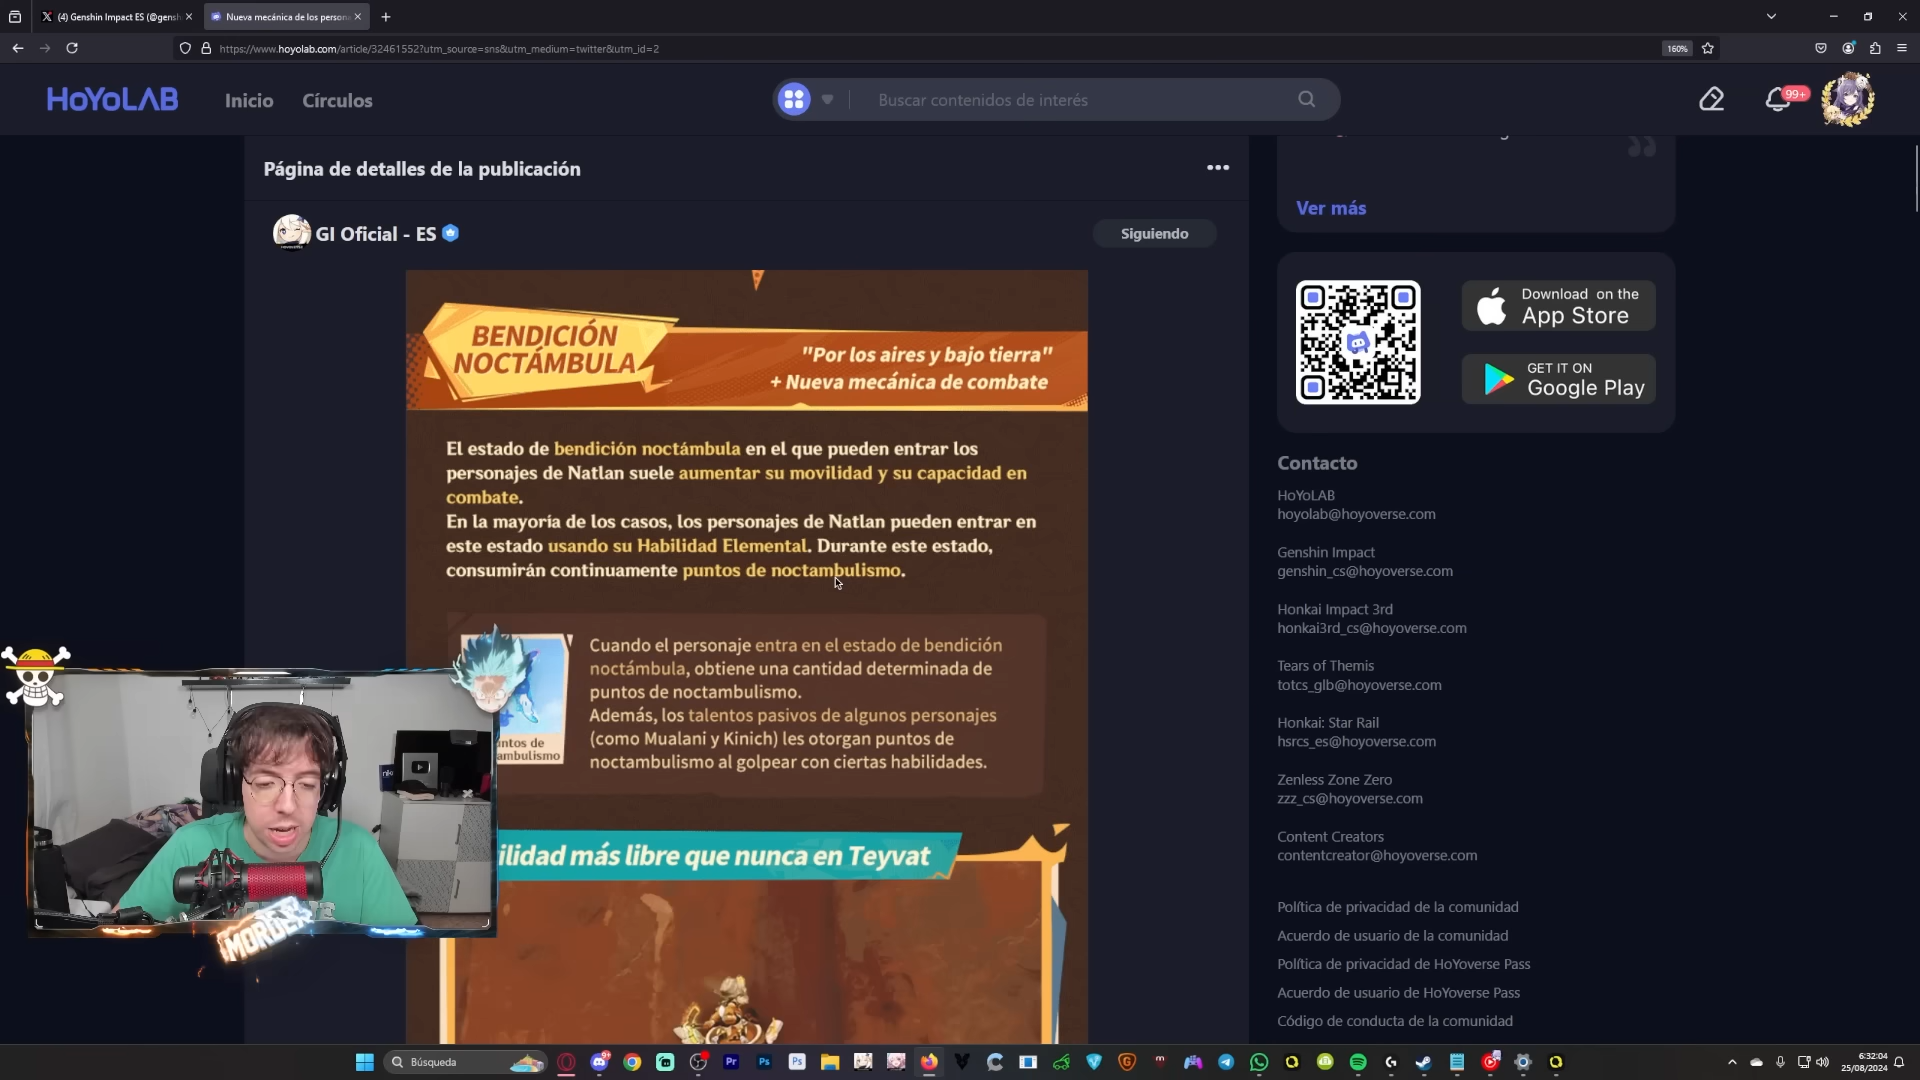 (4) Genshin Impact ES (@gensh
Nueva mecánica de los persona
https://www.hoyolab.com/article/32461552?utm_source=sns&utm_medium=twitter&utm_id=2
160%
HoYoLAB
Inicio
Círculos
Buscar contenidos de interés
99+
Página de detalles de la publicación
GI Oficial - ES
Siguiendo
BENDICIÓN
NOCTÁMBULA
"Por los aires y bajo tierra"
+ Nueva mecánica de combate
El estado de bendición noctámbula en el que pueden entrar los
personajes de Natlan suele aumentar su movilidad y su capacidad en
combate.
En la mayoría de los casos, los personajes de Natlan pueden entrar en
este estado usando su Habilidad Elemental. Durante este estado,
consumirán continuamente puntos de noctambulismo.
Cuando el personaje entra en el estado de bendición
noctámbula, obtiene una cantidad determinada de
puntos de noctambulismo.
Además, los talentos pasivos de algunos personajes
(como Mualani y Kinich) les otorgan puntos de
noctambulismo al golpear con ciertas habilidades.
ntos de
ambulismo
ilidad más libre que nunca en Teyvat
MORDEN
Ver más
Download on the
App Store
GET IT ON
Google Play
Contacto
HoYoLAB
hoyolab@hoyoverse.com
Genshin Impact
genshin_cs@hoyoverse.com
Honkai Impact 3rd
honkai3rd_cs@hoyoverse.com
Tears of Themis
totcs_glb@hoyoverse.com
Honkai: Star Rail
hsrcs_es@hoyoverse.com
Zenless Zone Zero
zzz_cs@hoyoverse.com
Content Creators
contentcreator@hoyoverse.com
Política de privacidad de la comunidad
Acuerdo de usuario de la comunidad
Política de privacidad de HoYoverse Pass
Acuerdo de usuario de HoYoverse Pass
Código de conducta de la comunidad
Búsqueda
Pr
Ps
Ps
6:32:04
25/08/2024